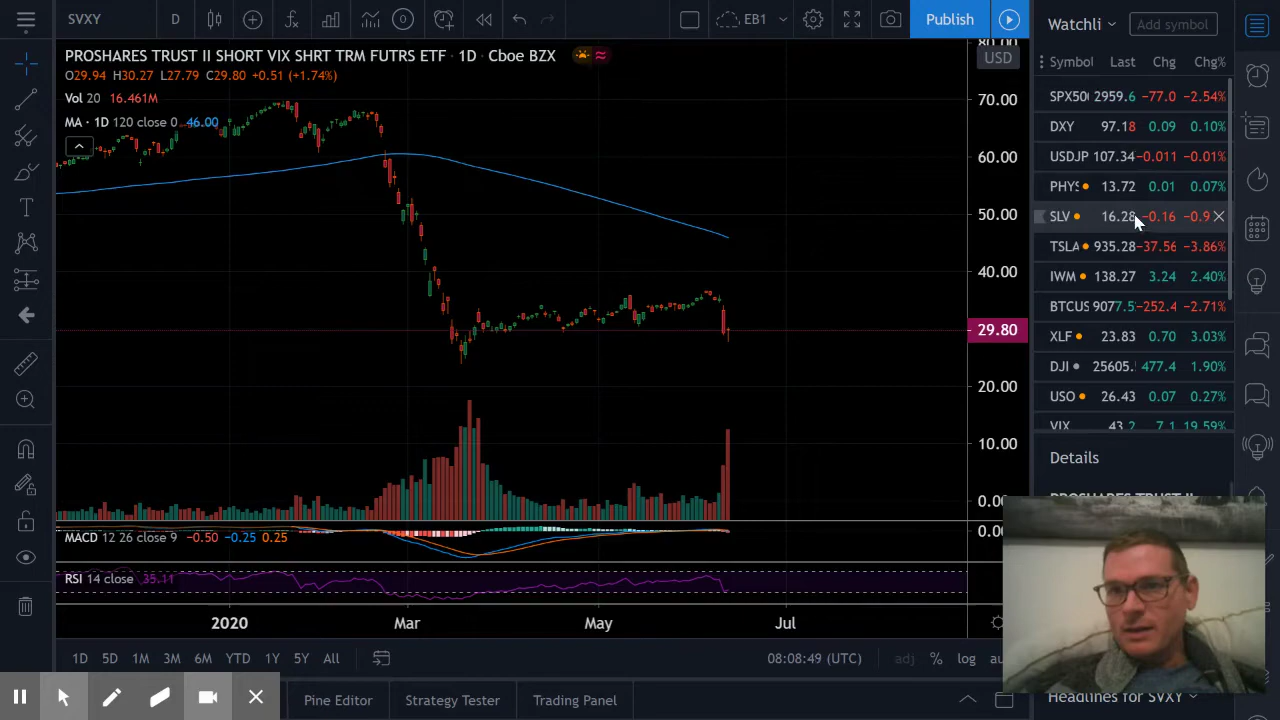 SVXY D EB1 Publish
Watchli Add symbol
PROSHARES TRUST II SHORT VIX SHRT TRM FUTRS ETF · 1D · Cboe BZX
O29.94 H30.27 L27.79 C29.80 +0.51 (+1.74%)
Vol 20 16.461M
MA · 1D 120 close 0 46.00
80.00
USD
70.00
60.00
50.00
40.00
29.80
20.00
10.00
0.00
0.00
MACD 12 26 close 9 −0.50 −0.25 0.25
RSI 14 close 35.11
2020 Mar May Jul
1D 5D 1M 3M 6M YTD 1Y 5Y All 08:08:49 (UTC) adj % log au
Pine Editor Strategy Tester Trading Panel
Symbol Last Chg Chg%
SPX50 2959.6 −77.0 −2.54%
DXY 97.18 0.09 0.10%
USDJP 107.34 −0.011 −0.01%
PHYS 13.72 0.01 0.07%
SLV 16.28 −0.16 −0.9
TSLA 935.28 −37.56 −3.86%
IWM 138.27 3.24 2.40%
BTCUS 9077.5 −252.4 −2.71%
XLF 23.83 0.70 3.03%
DJI 25605. 477.4 1.90%
USO 26.43 0.07 0.27%
VIX 43.2 7.1 19.59%
Details
PROSHARES TRUST II
Headlines for SVXY